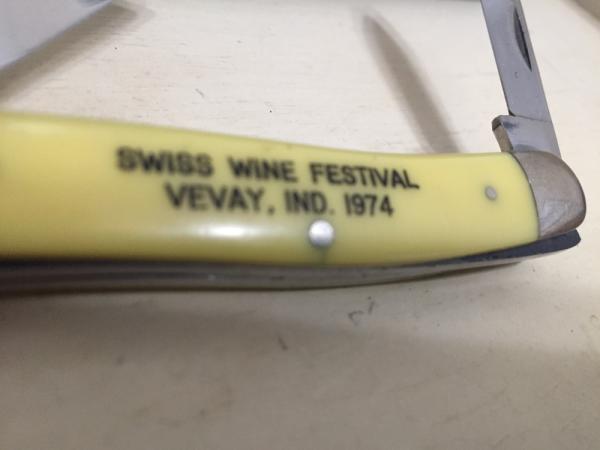 SWISS WINE FESTIVAL
VEVAY, IND. 1974